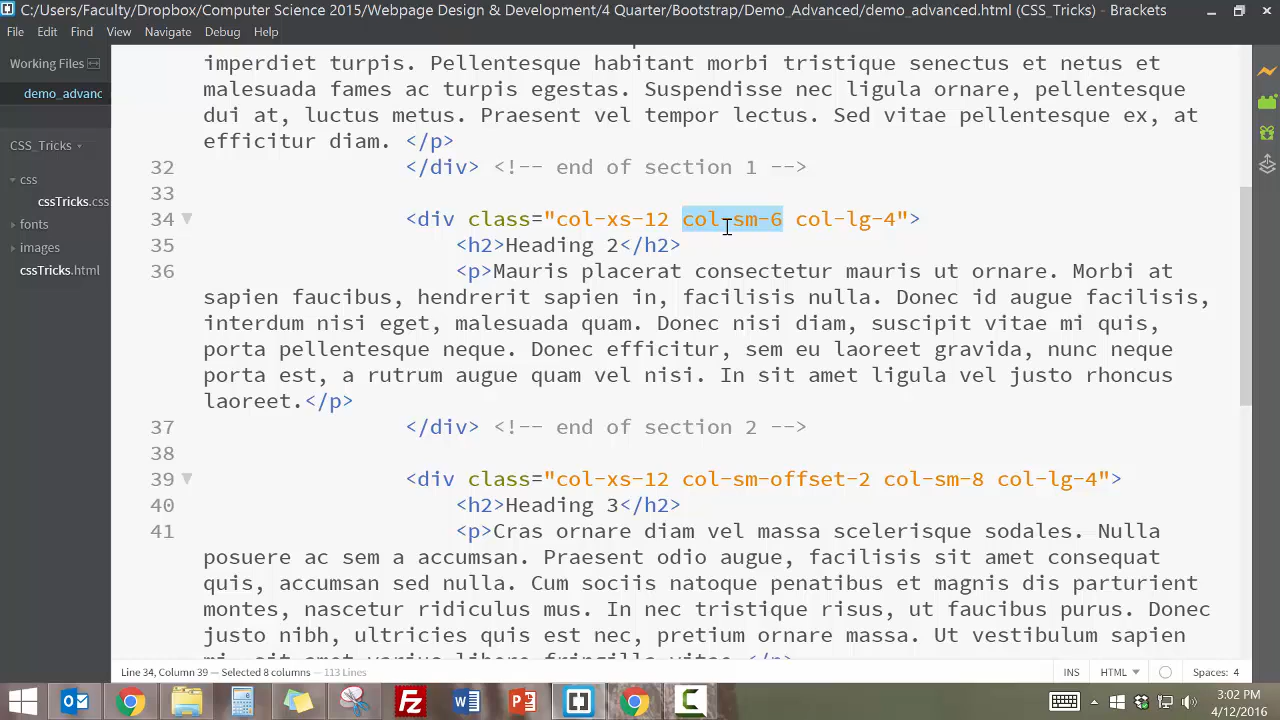 C:/Users/Faculty/Dropbox/Computer Science 2015/Webpage Design & Development/4 Quarter/Bootstrap/Demo_Advanced/demo_advanced.html (CSS_Tricks) - Brackets
File Edit Find View Navigate Debug Help
Working Files
demo_advanc
CSS_Tricks
css
cssTricks.css
fonts
images
cssTricks.html
imperdiet turpis. Pellentesque habitant morbi tristique senectus et netus et
malesuada fames ac turpis egestas. Suspendisse nec ligula ornare, pellentesque
dui at, luctus metus. Praesent vel tempor lectus. Sed vitae pellentesque ex, at
efficitur diam. </p>
32 </div> <!-- end of section 1 -->
33
34 <div class="col-xs-12 col-sm-6 col-lg-4">
35 <h2>Heading 2</h2>
36 <p>Mauris placerat consectetur mauris ut ornare. Morbi at
sapien faucibus, hendrerit sapien in, facilisis nulla. Donec id augue facilisis,
interdum nisi eget, malesuada quam. Donec nisi diam, suscipit vitae mi quis,
porta pellentesque neque. Donec efficitur, sem eu laoreet gravida, nunc neque
porta est, a rutrum augue quam vel nisi. In sit amet ligula vel justo rhoncus
laoreet.</p>
37 </div> <!-- end of section 2 -->
38
39 <div class="col-xs-12 col-sm-offset-2 col-sm-8 col-lg-4">
40 <h2>Heading 3</h2>
41 <p>Cras ornare diam vel massa scelerisque sodales. Nulla
posuere ac sem a accumsan. Praesent odio augue, facilisis sit amet consequat
quis, accumsan sed nulla. Cum sociis natoque penatibus et magnis dis parturient
montes, nascetur ridiculus mus. In nec tristique risus, ut faucibus purus. Donec
justo nibh, ultricies quis est nec, pretium ornare massa. Ut vestibulum sapien
mi, sit amet varius libero fringilla vitae.</p>
Line 34, Column 39 — Selected 8 columns — 113 Lines
INS HTML Spaces: 4
3:02 PM
4/12/2016